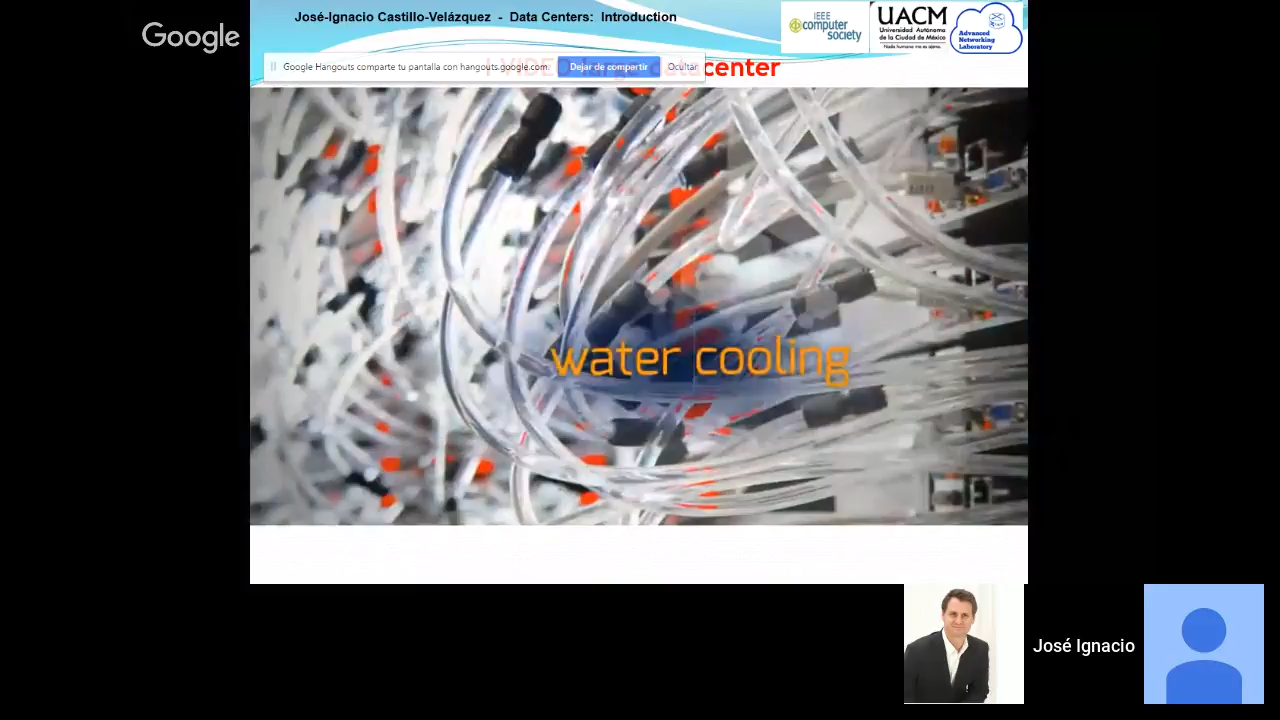 Google
José-Ignacio Castillo-Velázquez - Data Centers: Introduction
IEEE
computer
society
UACM
Universidad Autónoma
de la Ciudad de México
Nada humano me es ajeno
Advanced
Networking
Laboratory
comparte tu pantalla con hangouts.google.com.
Dejar de compartir
Ocultar
center
water cooling
José Ignacio